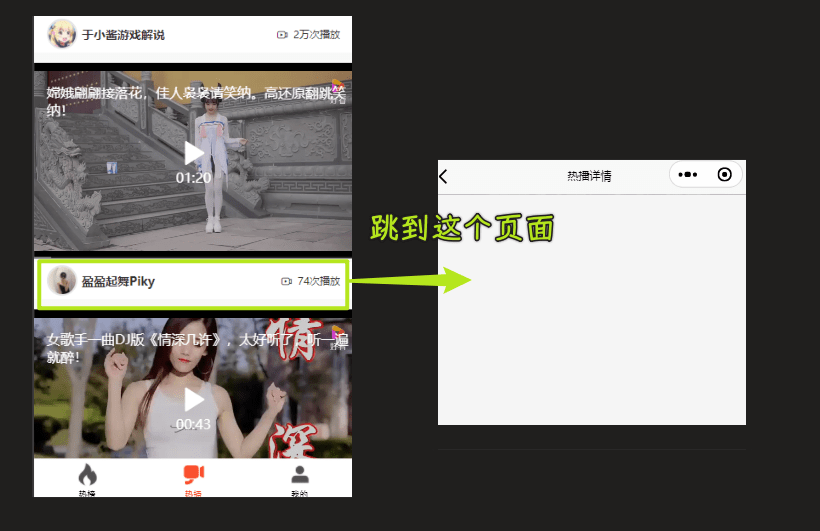 于小酱游戏解说
2万次播放
嫦娥翩翩接落花，佳人袅袅请笑纳。高还原翻跳笑
纳！
01:20
盈盈起舞Piky
74次播放
女歌手一曲DJ版《情深几许》，太好听了，听一遍
就醉！
情
00:43
深
热榜
热播
我的
热播详情
跳到这个页面